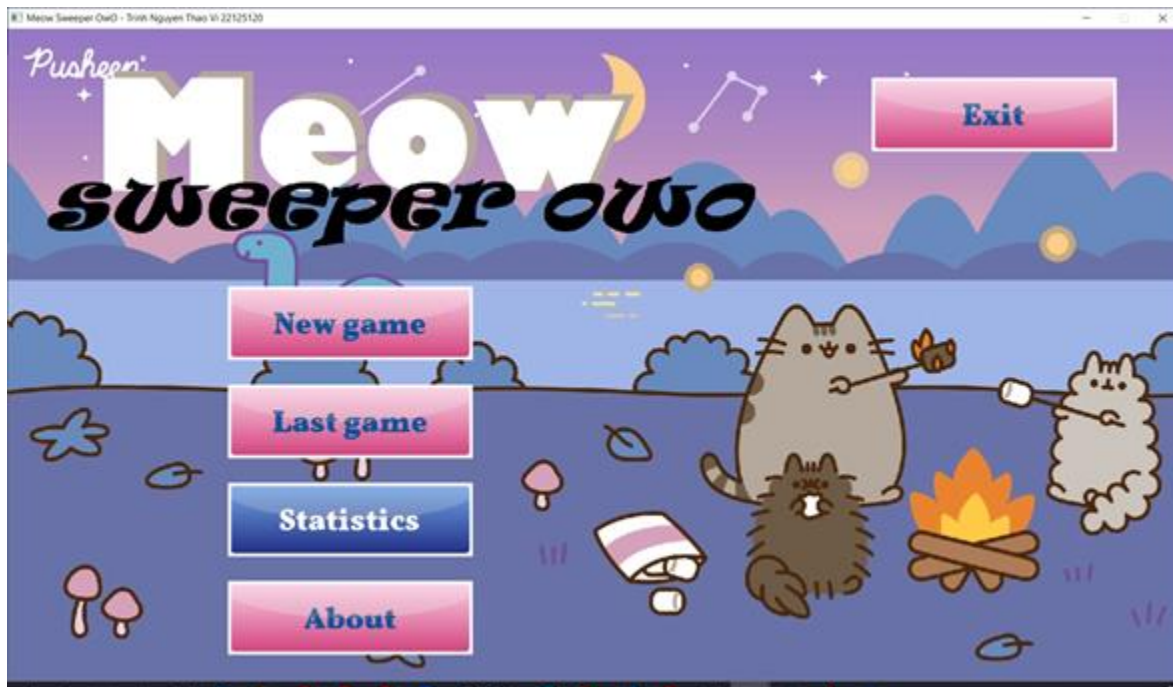 Meow Sweeper OwO - Trinh Nguyen Thao Vi 22125120
Pusheen
Meow
sweeper owo
Exit
New game
Last game
Statistics
About